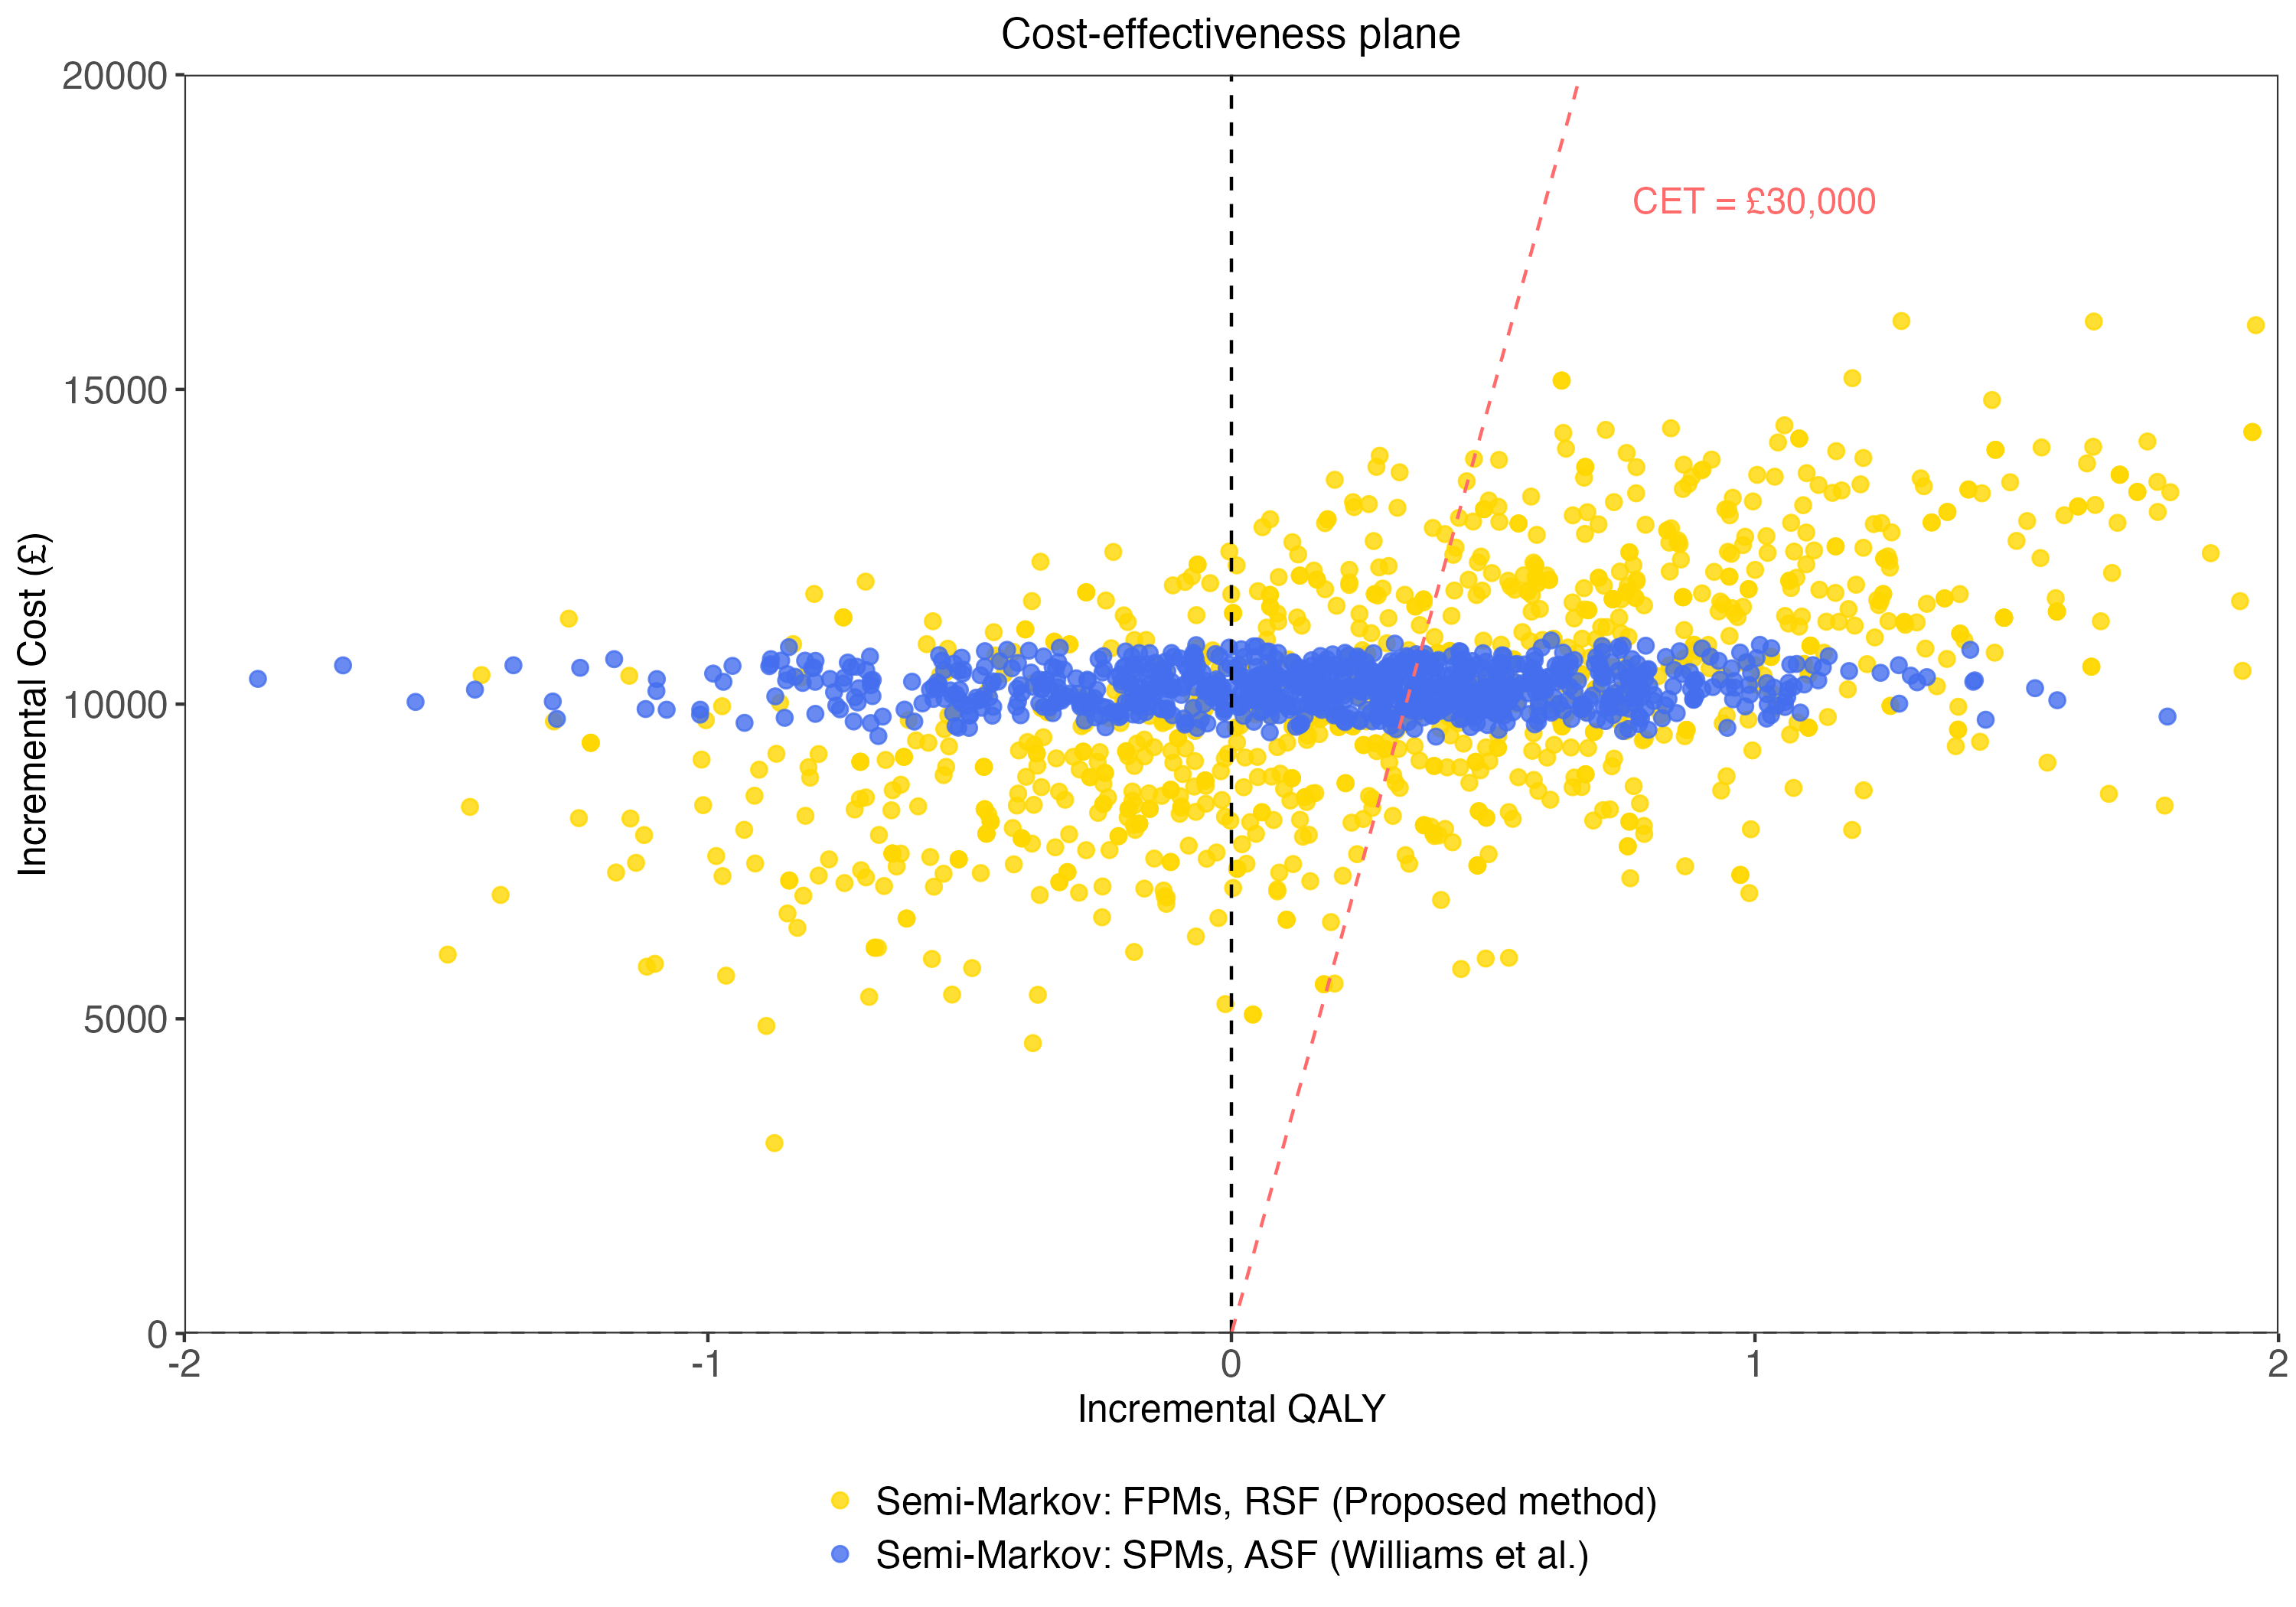 Cost-effectiveness plane
20000
15000
10000
5000
0
Incremental Cost (£)
CET = £30,000
-2
-1
0
1
2
Incremental QALY
Semi-Markov: FPMs, RSF (Proposed method)
Semi-Markov: SPMs, ASF (Williams et al.)